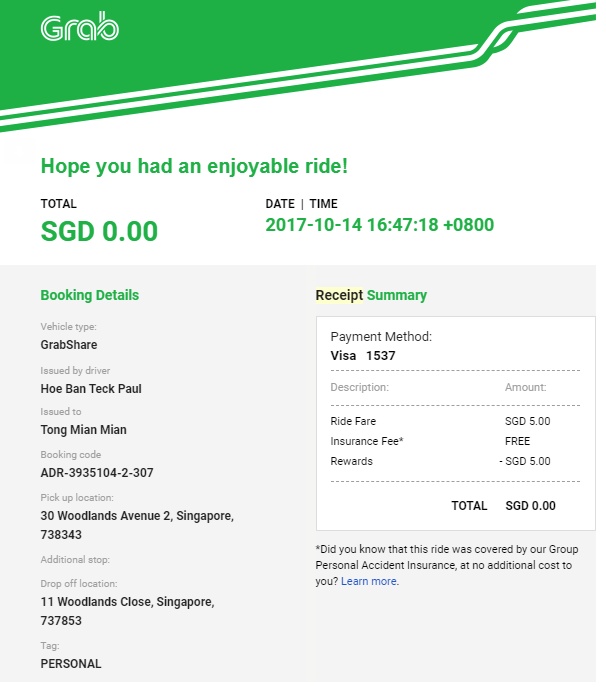 Grab
Hope you had an enjoyable ride!
TOTAL
SGD 0.00
DATE | TIME
2017-10-14 16:47:18 +0800
Booking Details
Vehicle type:
GrabShare
Issued by driver
Hoe Ban Teck Paul
Issued to
Tong Mian Mian
Booking code
ADR-3935104-2-307
Pick up location:
30 Woodlands Avenue 2, Singapore,
738343
Additional stop:
Drop off location:
11 Woodlands Close, Singapore,
737853
Tag:
PERSONAL
Receipt Summary
Payment Method:
Visa 1537
Description: Amount:
Ride Fare SGD 5.00
Insurance Fee* FREE
Rewards - SGD 5.00
TOTAL SGD 0.00
*Did you know that this ride was covered by our Group
Personal Accident Insurance, at no additional cost to
you? Learn more.